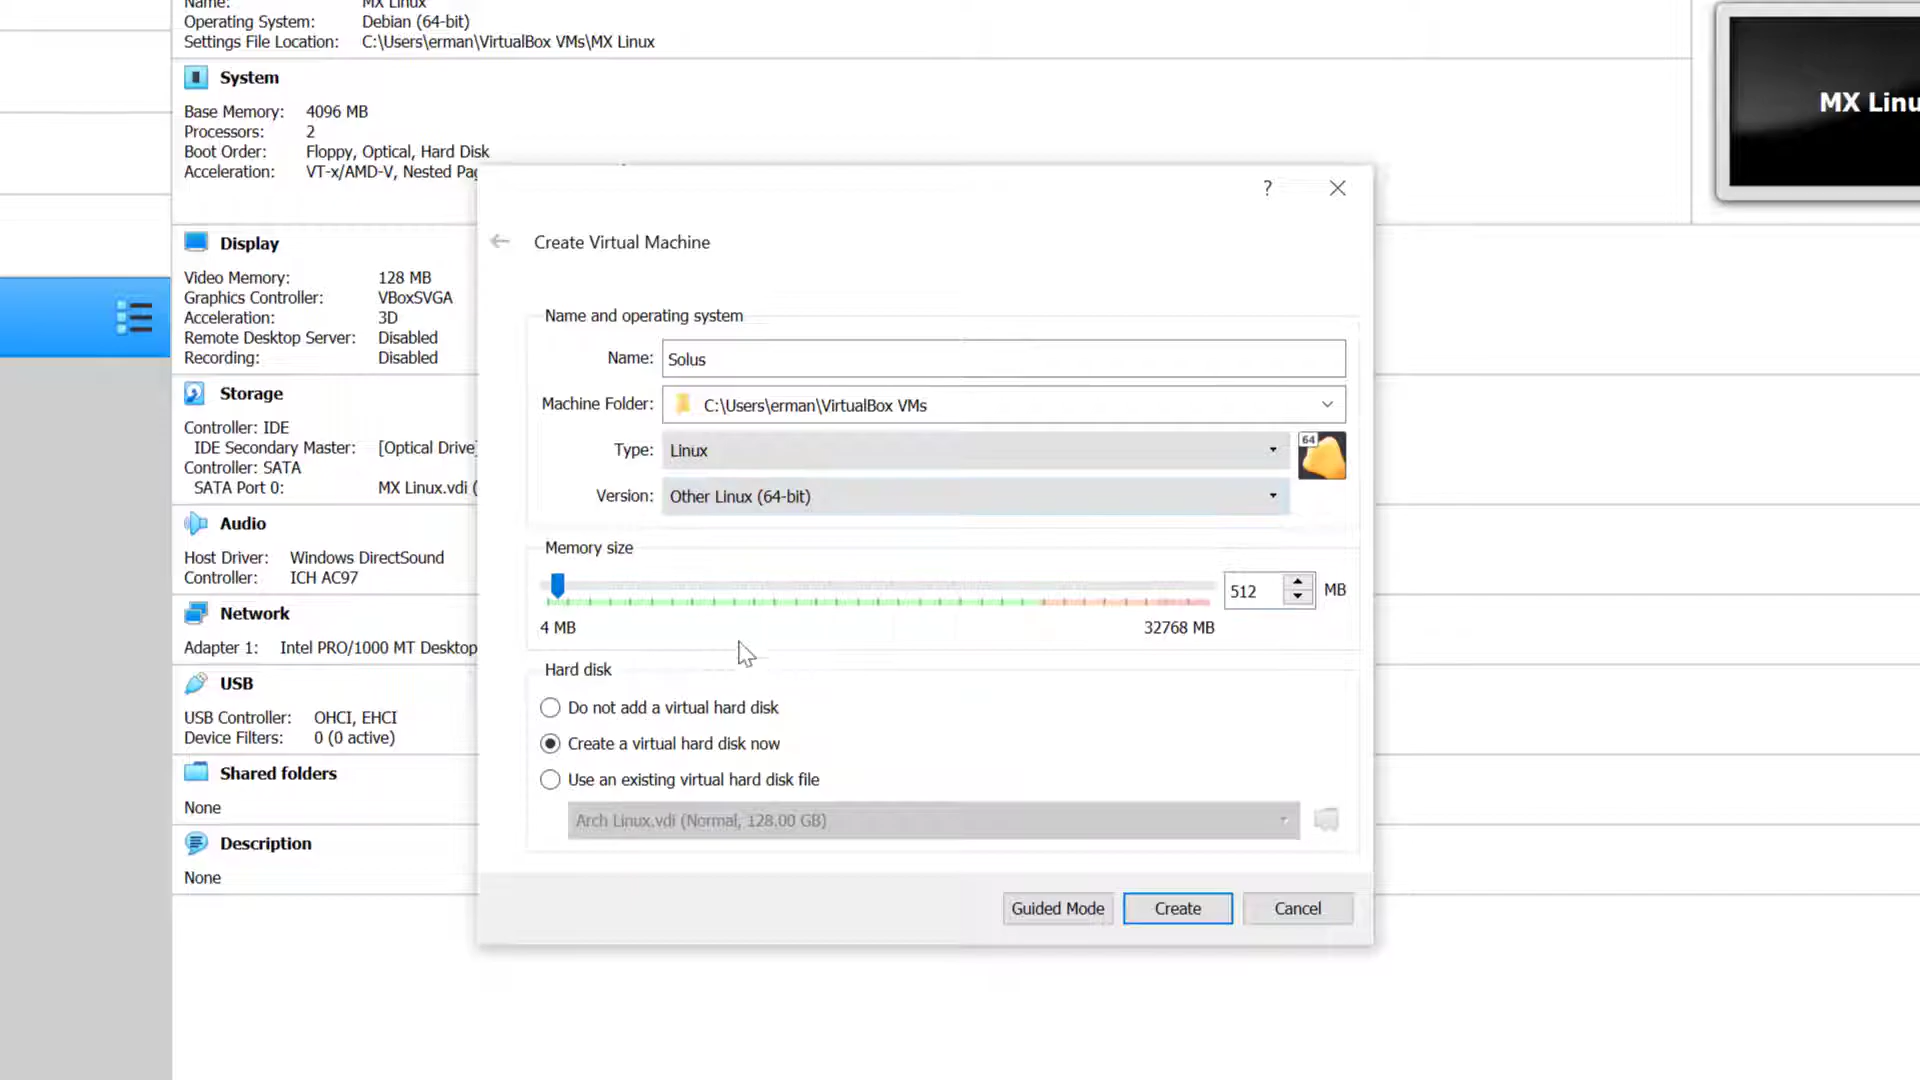 Name: MX Linux
Operating System: Debian (64-bit)
Settings File Location: C:\Users\erman\VirtualBox VMs\MX Linux
System
Base Memory: 4096 MB
Processors: 2
Boot Order: Floppy, Optical, Hard Disk
Acceleration: VT-x/AMD-V, Nested Pag
MX Linu
Display
Video Memory: 128 MB
Graphics Controller: VBoxSVGA
Acceleration: 3D
Remote Desktop Server: Disabled
Recording: Disabled
Storage
Controller: IDE
IDE Secondary Master: [Optical Drive]
Controller: SATA
SATA Port 0: MX Linux.vdi (
Audio
Host Driver: Windows DirectSound
Controller: ICH AC97
Network
Adapter 1: Intel PRO/1000 MT Desktop
USB
USB Controller: OHCI, EHCI
Device Filters: 0 (0 active)
Shared folders
None
Description
None
?
Create Virtual Machine
Name and operating system
Name: Solus
Machine Folder: C:\Users\erman\VirtualBox VMs
Type: Linux
64
Version: Other Linux (64-bit)
Memory size
512 MB
4 MB 32768 MB
Hard disk
Do not add a virtual hard disk
Create a virtual hard disk now
Use an existing virtual hard disk file
Arch Linux.vdi (Normal, 128.00 GB)
Guided Mode Create Cancel